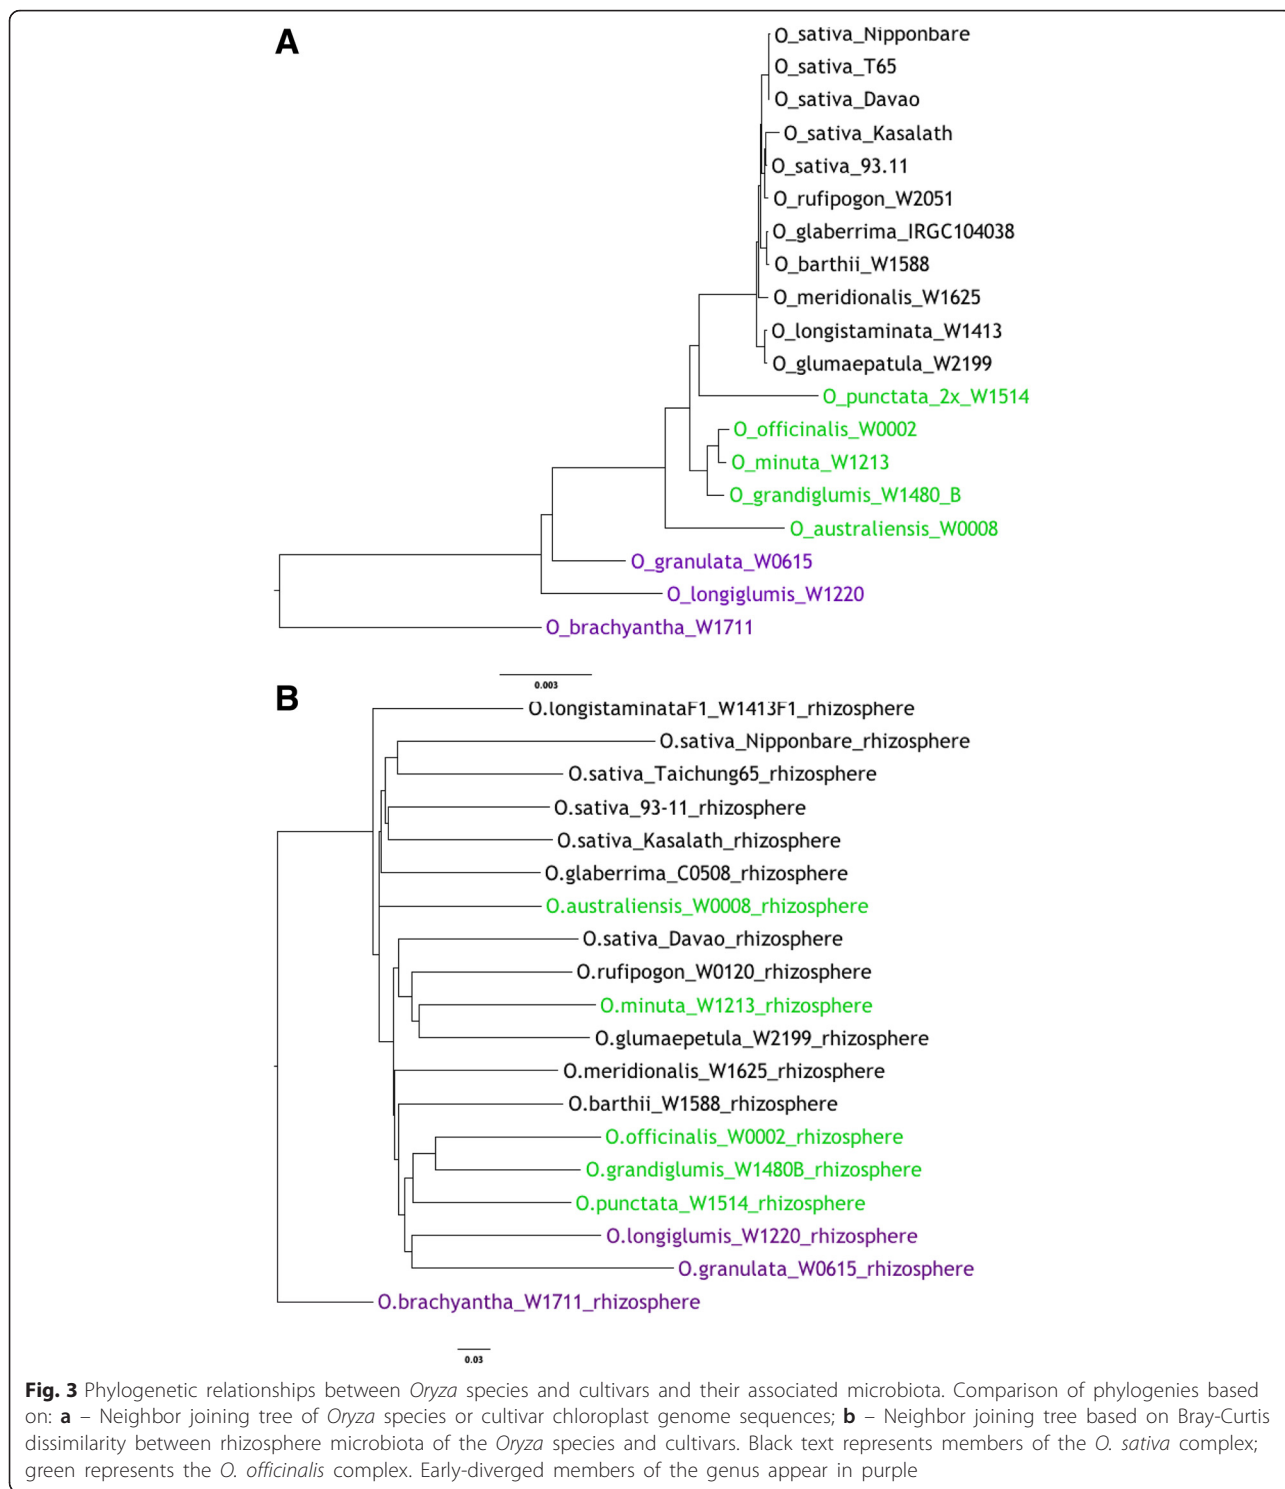 A
O_sativa_Nipponbare
O_sativa_T65
O_sativa_Davao
O_sativa_Kasalath
O_sativa_93.11
O_rufipogon_W2051
O_glaberrima_IRGC104038
O_barthii_W1588
O_meridionalis_W1625
O_longistaminata_W1413
O_glumaepatula_W2199
O_punctata_2x_W1514
O_officinalis_W0002
O_minuta_W1213
O_grandiglumis_W1480_B
O_australiensis_W0008
O_granulata_W0615
O_longiglumis_W1220
O_brachyantha_W1711
0.003
B
O.longistaminataF1_W1413F1_rhizosphere
O.sativa_Nipponbare_rhizosphere
O.sativa_Taichung65_rhizosphere
O.sativa_93-11_rhizosphere
O.sativa_Kasalath_rhizosphere
O.glaberrima_C0508_rhizosphere
O.australiensis_W0008_rhizosphere
O.sativa_Davao_rhizosphere
O.rufipogon_W0120_rhizosphere
O.minuta_W1213_rhizosphere
O.glumaepetula_W2199_rhizosphere
O.meridionalis_W1625_rhizosphere
O.barthii_W1588_rhizosphere
O.officinalis_W0002_rhizosphere
O.grandiglumis_W1480B_rhizosphere
O.punctata_W1514_rhizosphere
O.longiglumis_W1220_rhizosphere
O.granulata_W0615_rhizosphere
O.brachyantha_W1711_rhizosphere
0.03
Fig. 3 Phylogenetic relationships between Oryza species and cultivars and their associated microbiota. Comparison of phylogenies based
on: a – Neighbor joining tree of Oryza species or cultivar chloroplast genome sequences; b – Neighbor joining tree based on Bray-Curtis
dissimilarity between rhizosphere microbiota of the Oryza species and cultivars. Black text represents members of the O. sativa complex;
green represents the O. officinalis complex. Early-diverged members of the genus appear in purple